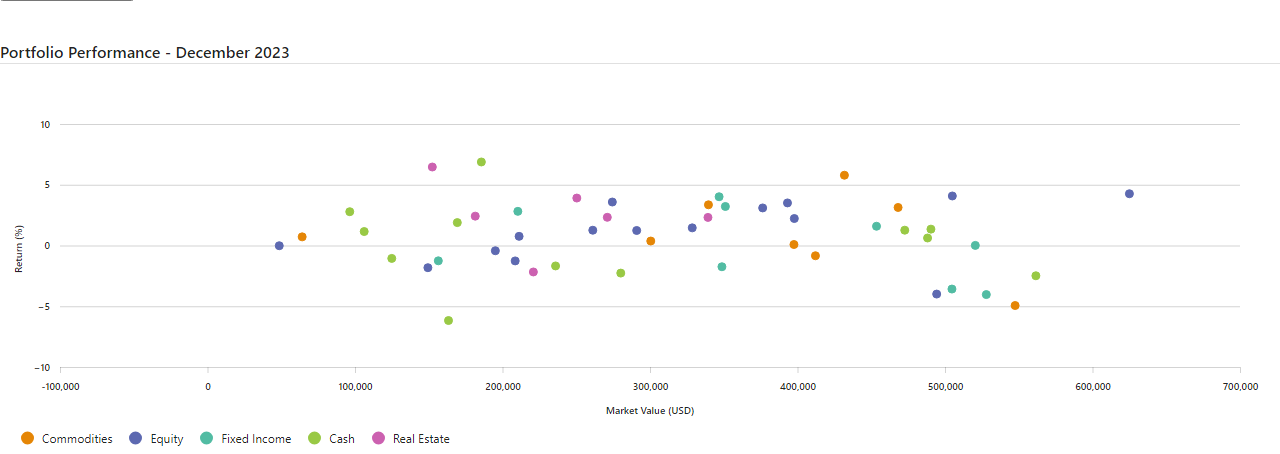 Portfolio Performance - December 2023
10
5
0
−5
−10
Return (%)
-100,000 0 100,000 200,000 300,000 400,000 500,000 600,000 700,000
Market Value (USD)
Commodities Equity Fixed Income Cash Real Estate